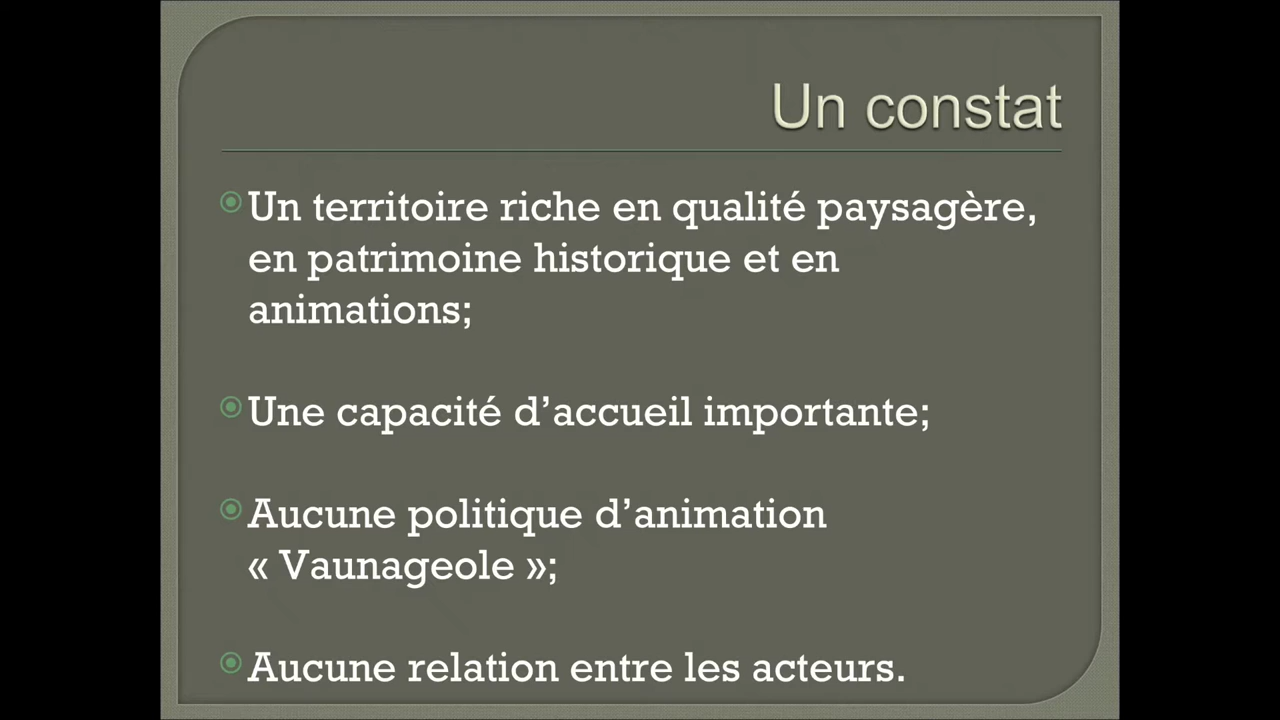 Un constat
Un territoire riche en qualité paysagère,
en patrimoine historique et en
animations;
Une capacité d’accueil importante;
Aucune politique d’animation
« Vaunageole »;
Aucune relation entre les acteurs.